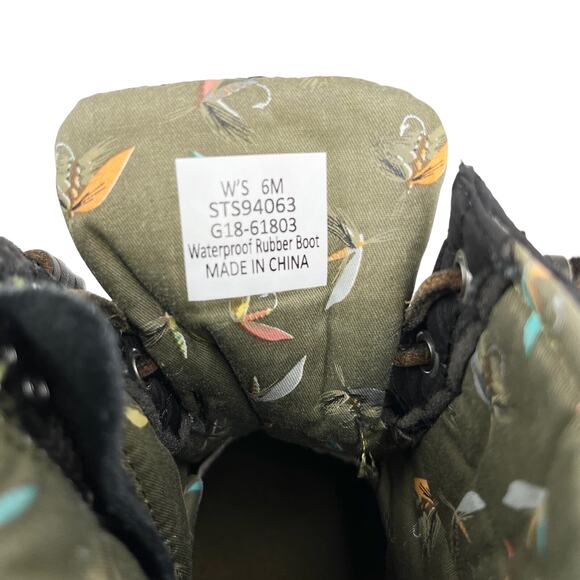 W'S 6M
STS94063
G18-61803
Waterproof Rubber Boot
MADE IN CHINA